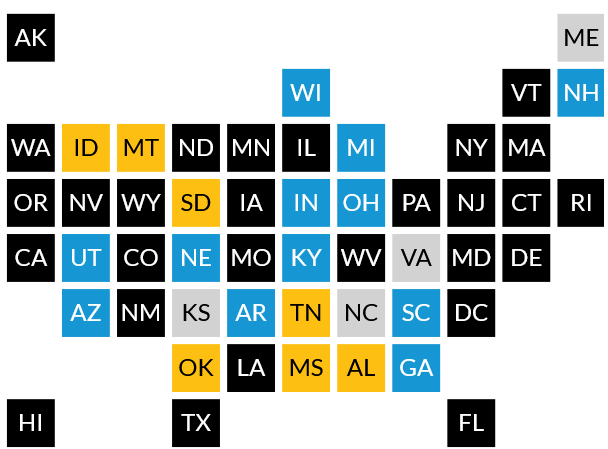 AK ME
WI VT NH
WA ID MT ND MN IL MI NY MA
OR NV WY SD IA IN OH PA NJ CT RI
CA UT CO NE MO KY WV VA MD DE
AZ NM KS AR TN NC SC DC
OK LA MS AL GA
HI TX FL